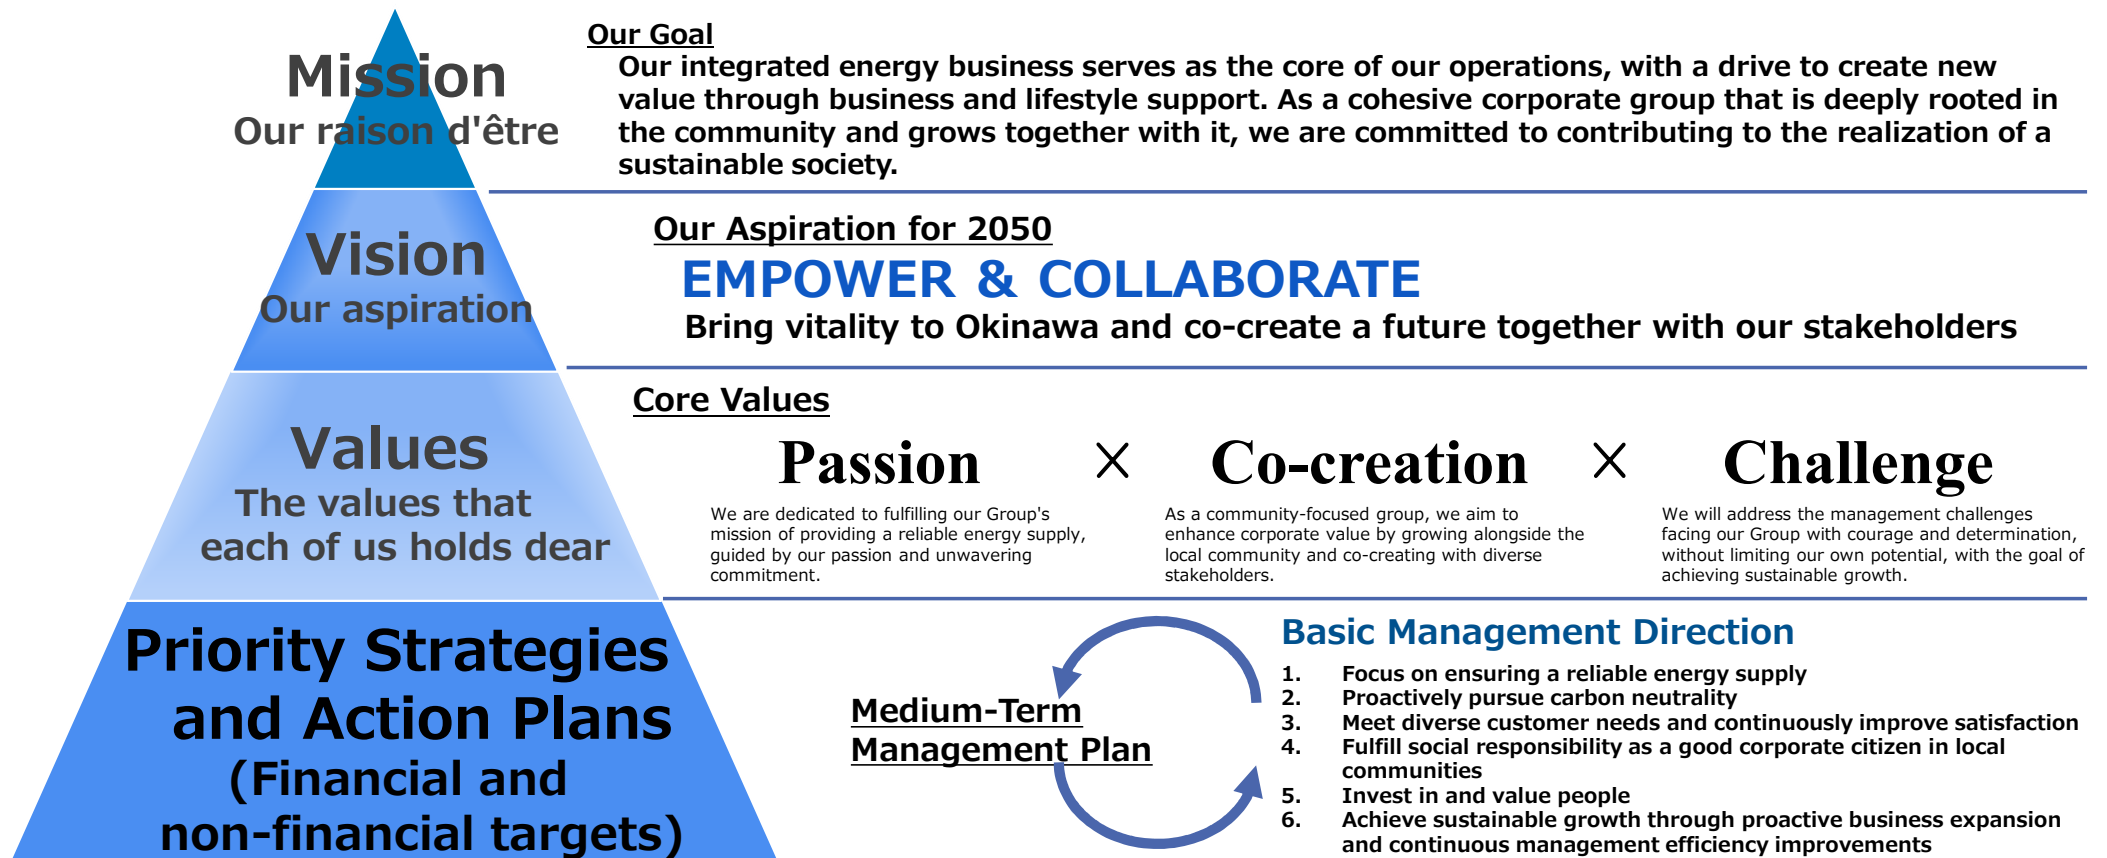 Mission
Our raison d'être
Our Goal
Our integrated energy business serves as the core of our operations, with a drive to create new
value through business and lifestyle support. As a cohesive corporate group that is deeply rooted in
the community and grows together with it, we are committed to contributing to the realization of a
sustainable society.
Vision
Our aspiration
Our Aspiration for 2050
EMPOWER & COLLABORATE
Bring vitality to Okinawa and co-create a future together with our stakeholders
Values
The values that
each of us holds dear
Core Values
Passion × Co-creation × Challenge
We are dedicated to fulfilling our Group's
mission of providing a reliable energy supply,
guided by our passion and unwavering
commitment.
As a community-focused group, we aim to
enhance corporate value by growing alongside the
local community and co-creating with diverse
stakeholders.
We will address the management challenges
facing our Group with courage and determination,
without limiting our own potential, with the goal of
achieving sustainable growth.
Priority Strategies
and Action Plans
(Financial and
non-financial targets)
Medium-Term
Management Plan
Basic Management Direction
1. Focus on ensuring a reliable energy supply
2. Proactively pursue carbon neutrality
3. Meet diverse customer needs and continuously improve satisfaction
4. Fulfill social responsibility as a good corporate citizen in local
communities
5. Invest in and value people
6. Achieve sustainable growth through proactive business expansion
and continuous management efficiency improvements